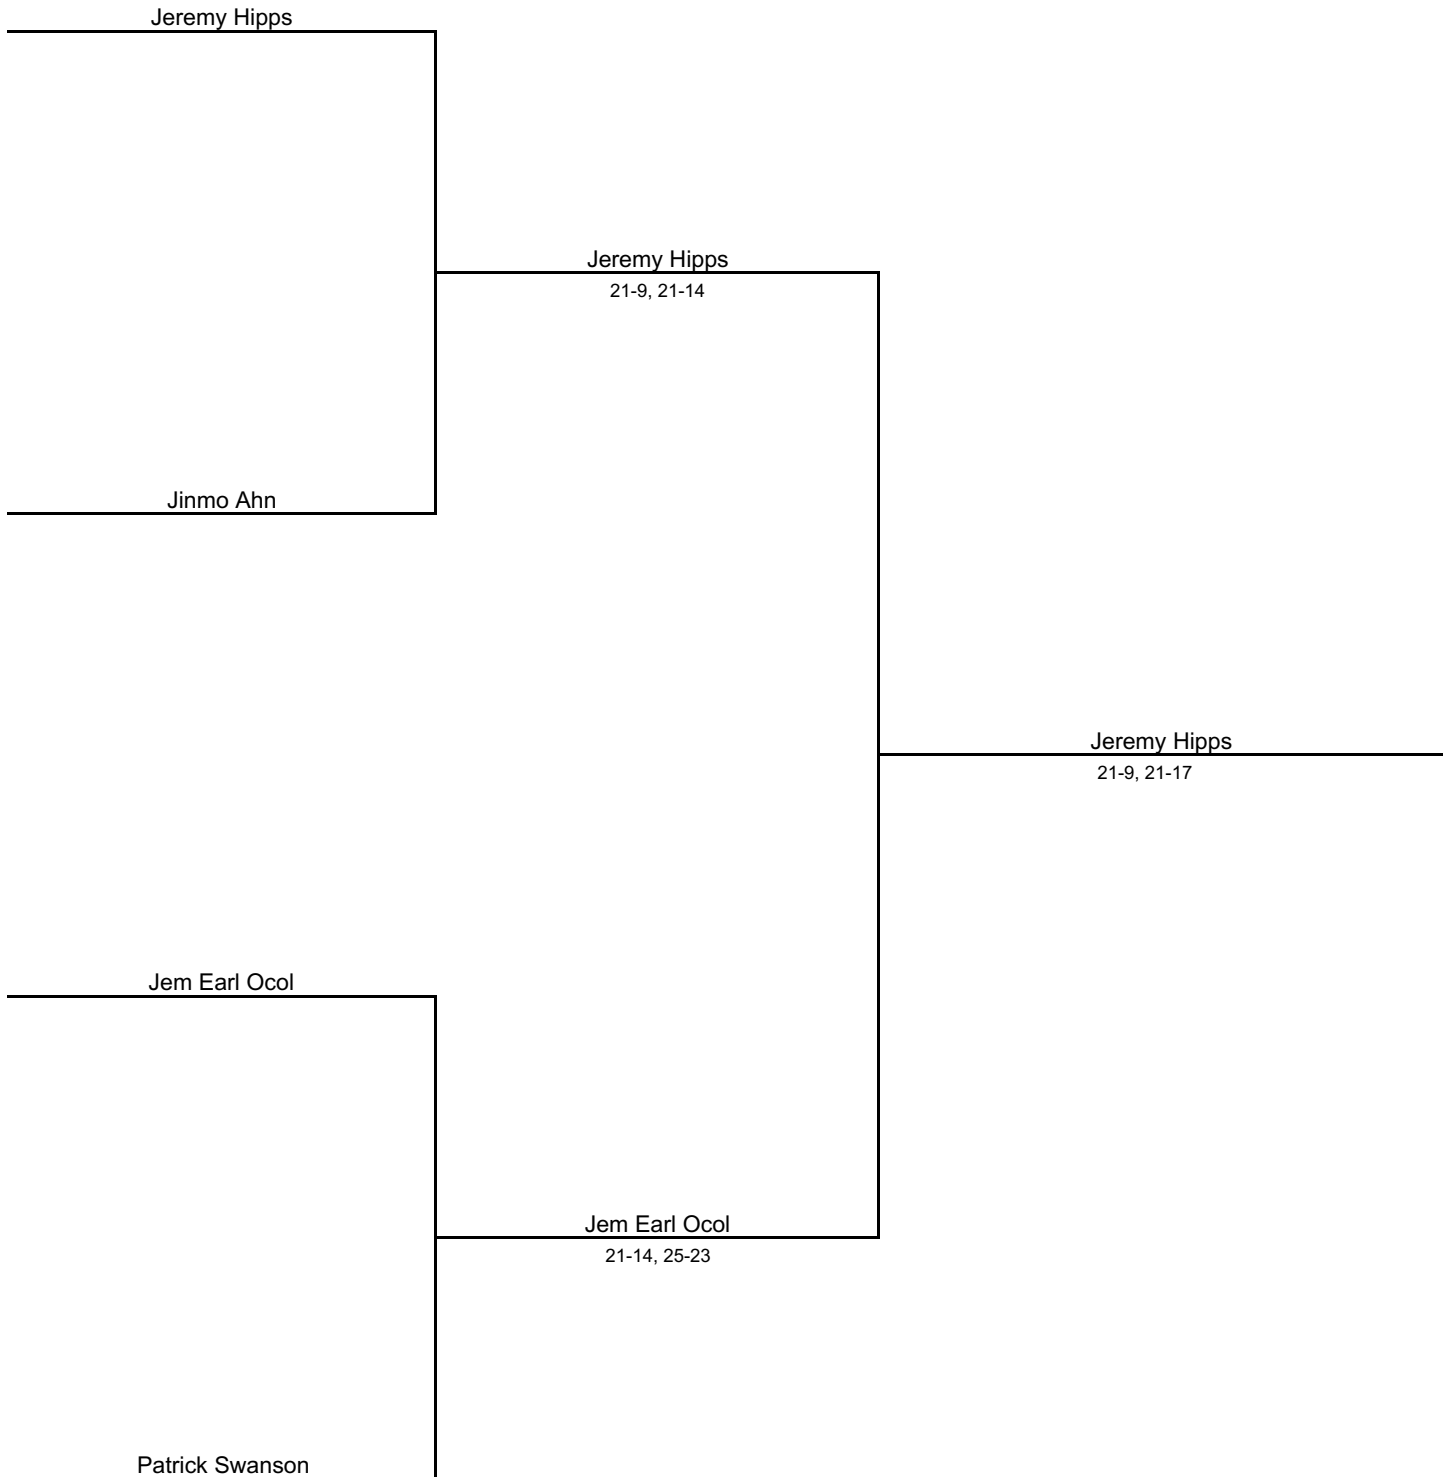 Jeremy Hipps
Jeremy Hipps
21-9, 21-14
Jinmo Ahn
Jeremy Hipps
21-9, 21-17
Jem Earl Ocol
Jem Earl Ocol
21-14, 25-23
Patrick Swanson